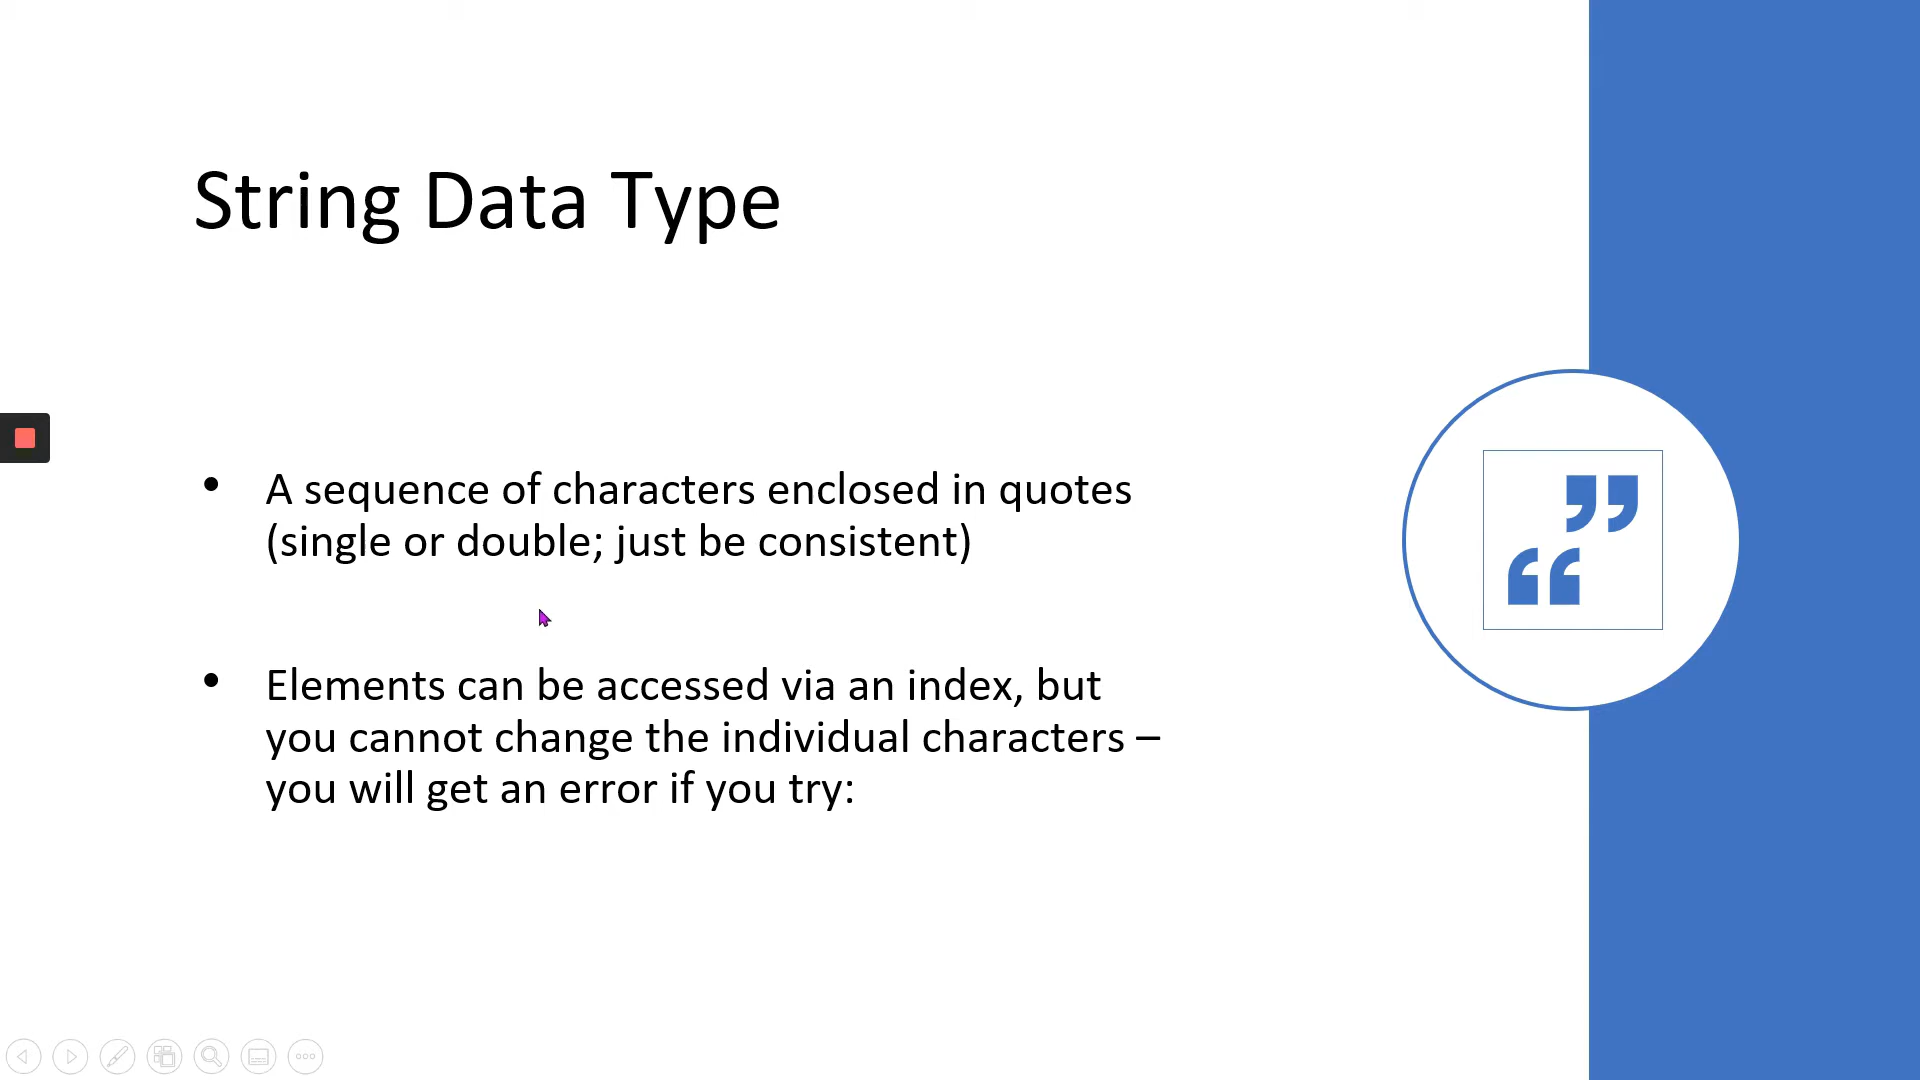 String Data Type
• A sequence of characters enclosed in quotes
(single or double; just be consistent)
• Elements can be accessed via an index, but
you cannot change the individual characters –
you will get an error if you try: